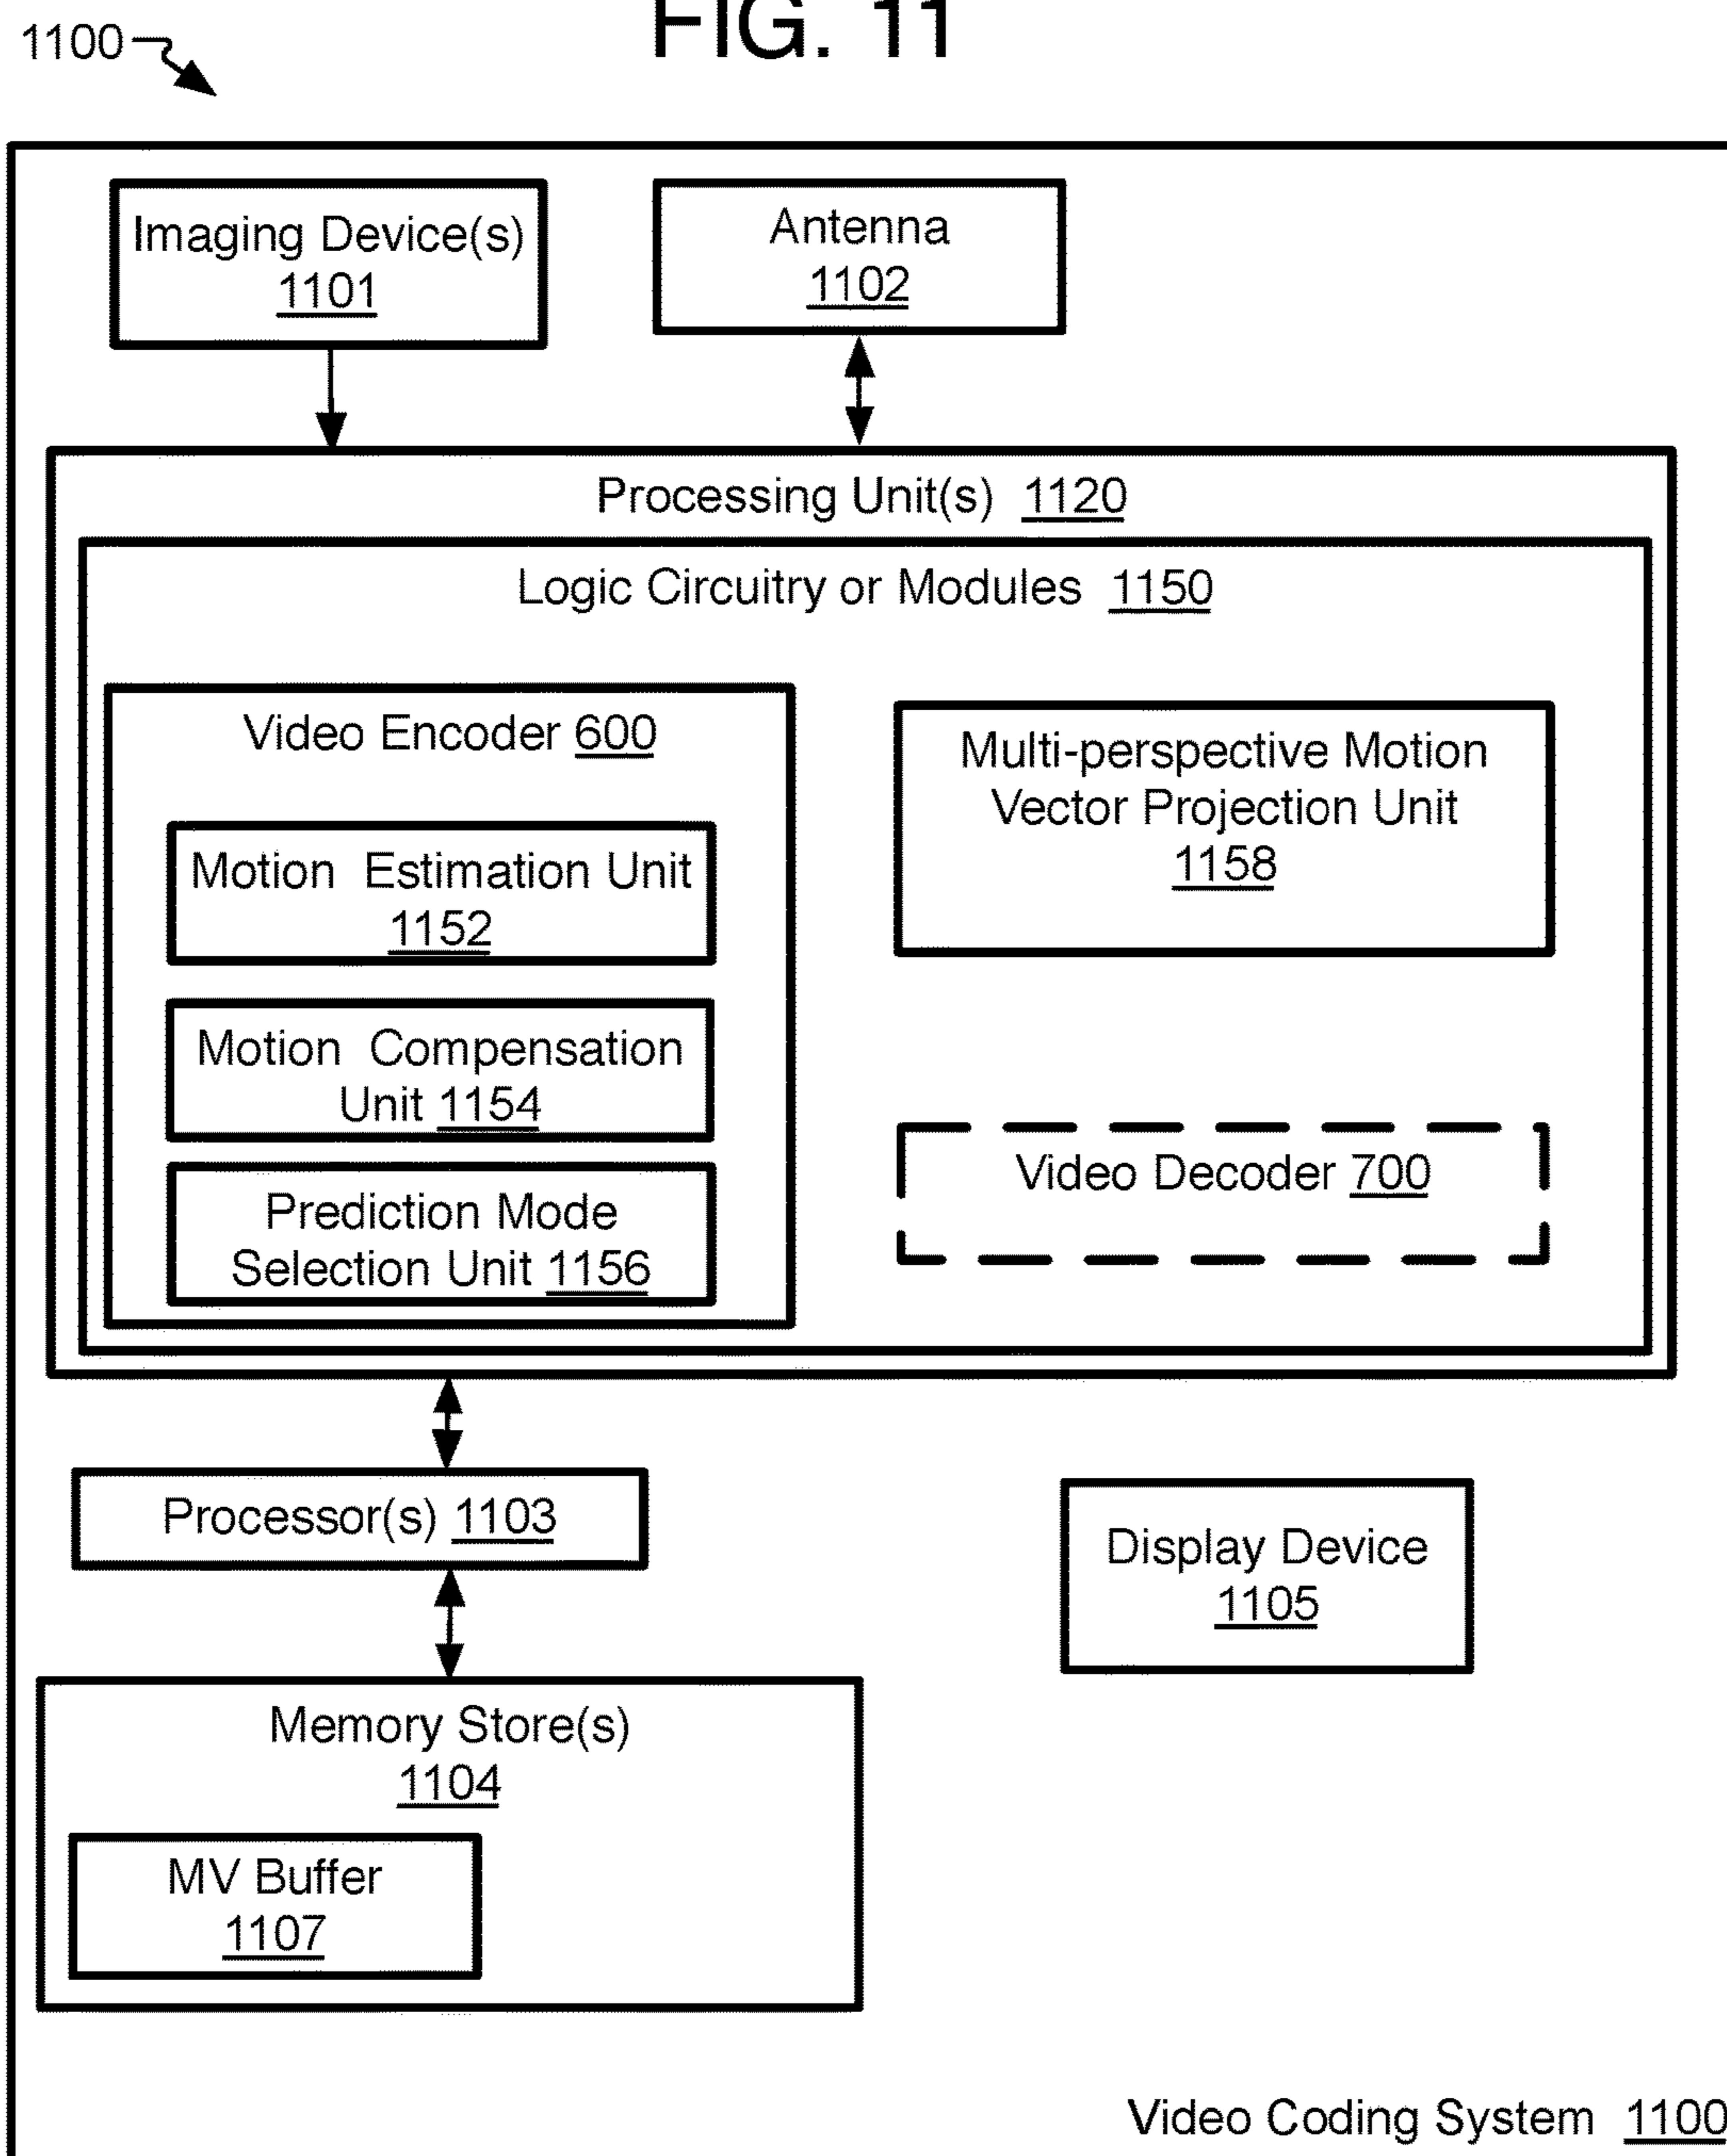 FIG. 11
1100
Imaging Device(s)
1101
Antenna
1102
Processing Unit(s) 1120
Logic Circuitry or Modules 1150
Video Encoder 600
Motion Estimation Unit
1152
Motion Compensation
Unit 1154
Prediction Mode
Selection Unit 1156
Multi-perspective Motion
Vector Projection Unit
1158
Video Decoder 700
Processor(s) 1103
Display Device
1105
Memory Store(s)
1104
MV Buffer
1107
Video Coding System 1100